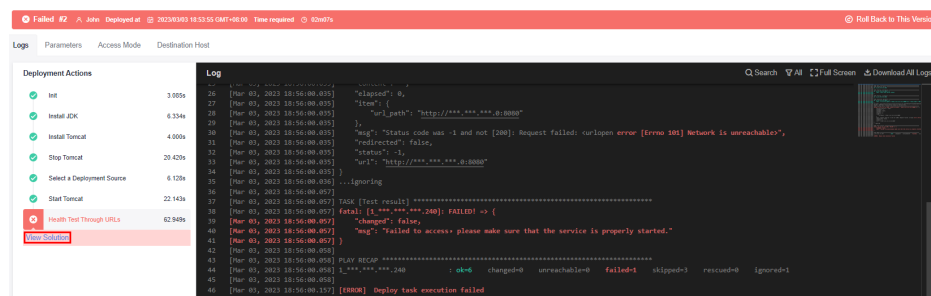 Failed #2 John Deployed at 2023/03/03 18:53:55 GMT+08:00 Time required 02m07s Roll Back to This Versio
Logs Parameters Access Mode Destination Host
Deployment Actions
Init 3.085s
Install JDK 6.334s
Install Tomcat 4.000s
Stop Tomcat 20.420s
Select a Deployment Source 6.128s
Start Tomcat 22.143s
Health Test Through URLs 62.949s
View Solution
Log Search All Full Screen Download All Logs
26 [Mar 03, 2023 18:56:00.035] "elapsed": 0,
27 [Mar 03, 2023 18:56:00.035] "item": {
28 [Mar 03, 2023 18:56:00.035] "url_path": "http://***.***.***.0:8080"
29 [Mar 03, 2023 18:56:00.035] },
30 [Mar 03, 2023 18:56:00.035] "msg": "Status code was -1 and not [200]: Request failed: <urlopen error [Errno 101] Network is unreachable>",
31 [Mar 03, 2023 18:56:00.035] "redirected": false,
32 [Mar 03, 2023 18:56:00.035] "status": -1,
33 [Mar 03, 2023 18:56:00.035] "url": "http://***.***.***.0:8080"
34 [Mar 03, 2023 18:56:00.035] }
35 [Mar 03, 2023 18:56:00.036] ...ignoring
36 [Mar 03, 2023 18:56:00.057]
37 [Mar 03, 2023 18:56:00.057] TASK [Test result] ******************************************************
38 [Mar 03, 2023 18:56:00.057] fatal: [1_***.***.***.240]: FAILED! => {
39 [Mar 03, 2023 18:56:00.057] "changed": false,
40 [Mar 03, 2023 18:56:00.057] "msg": "Failed to access, please make sure that the service is properly started."
41 [Mar 03, 2023 18:56:00.057] }
42 [Mar 03, 2023 18:56:00.058]
43 [Mar 03, 2023 18:56:00.058] PLAY RECAP *******************************************************************
44 [Mar 03, 2023 18:56:00.058] 1_***.***.***.240 : ok=6 changed=0 unreachable=0 failed=1 skipped=3 rescued=0 ignored=1
45 [Mar 03, 2023 18:56:00.058]
46 [Mar 03, 2023 18:56:00.157] [ERROR] Deploy task execution failed